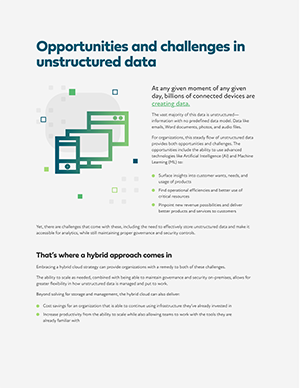 Opportunities and challenges in
unstructured data
At any given moment of any given
day, billions of connected devices are
creating data.
The vast majority of this data is unstructured—
information with no predefined data model. Data like
emails, Word documents, photos, and audio files.
For organizations, this steady flow of unstructured data
provides both opportunities and challenges. The
opportunities include the ability to use advanced
technologies like Artificial Intelligence (AI) and Machine
Learning (ML) to:
Surface insights into customer wants, needs, and
usage of products
Find operational efficiencies and better use of
critical resources
Pinpoint new revenue possibilities and deliver
better products and services to customers
Yet, there are challenges that come with these, including the need to effectively store unstructured data and make it
accessible for analytics, while still maintaining proper governance and security controls.
That's where a hybrid approach comes in
Embracing a hybrid cloud strategy can provide organizations with a remedy to both of these challenges.
The ability to scale as needed, combined with being able to maintain governance and security on-premises, allows for
greater flexibility in how unstructured data is managed and put to work.
Beyond solving for storage and management, the hybrid cloud can also deliver:
Cost savings for an organization that is able to continue using infrastructure they've already invested in
Increase productivity from the ability to scale while also allowing teams to work with the tools they are
already familiar with